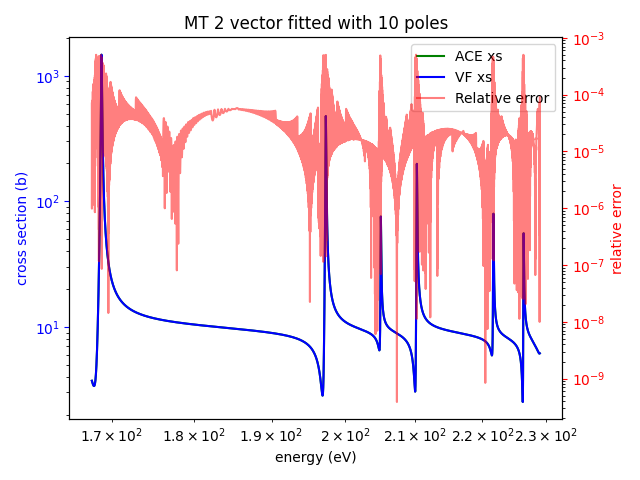 MT 2 vector fitted with 10 poles
ACE xs
VF xs
Relative error
10³
10²
10¹
cross section (b)
10⁻³
10⁻⁴
10⁻⁵
10⁻⁶
10⁻⁷
10⁻⁸
10⁻⁹
relative error
1.7 × 10² 1.8 × 10² 1.9 × 10² 2 × 10² 2.1 × 10² 2.2 × 10² 2.3 × 10²
energy (eV)